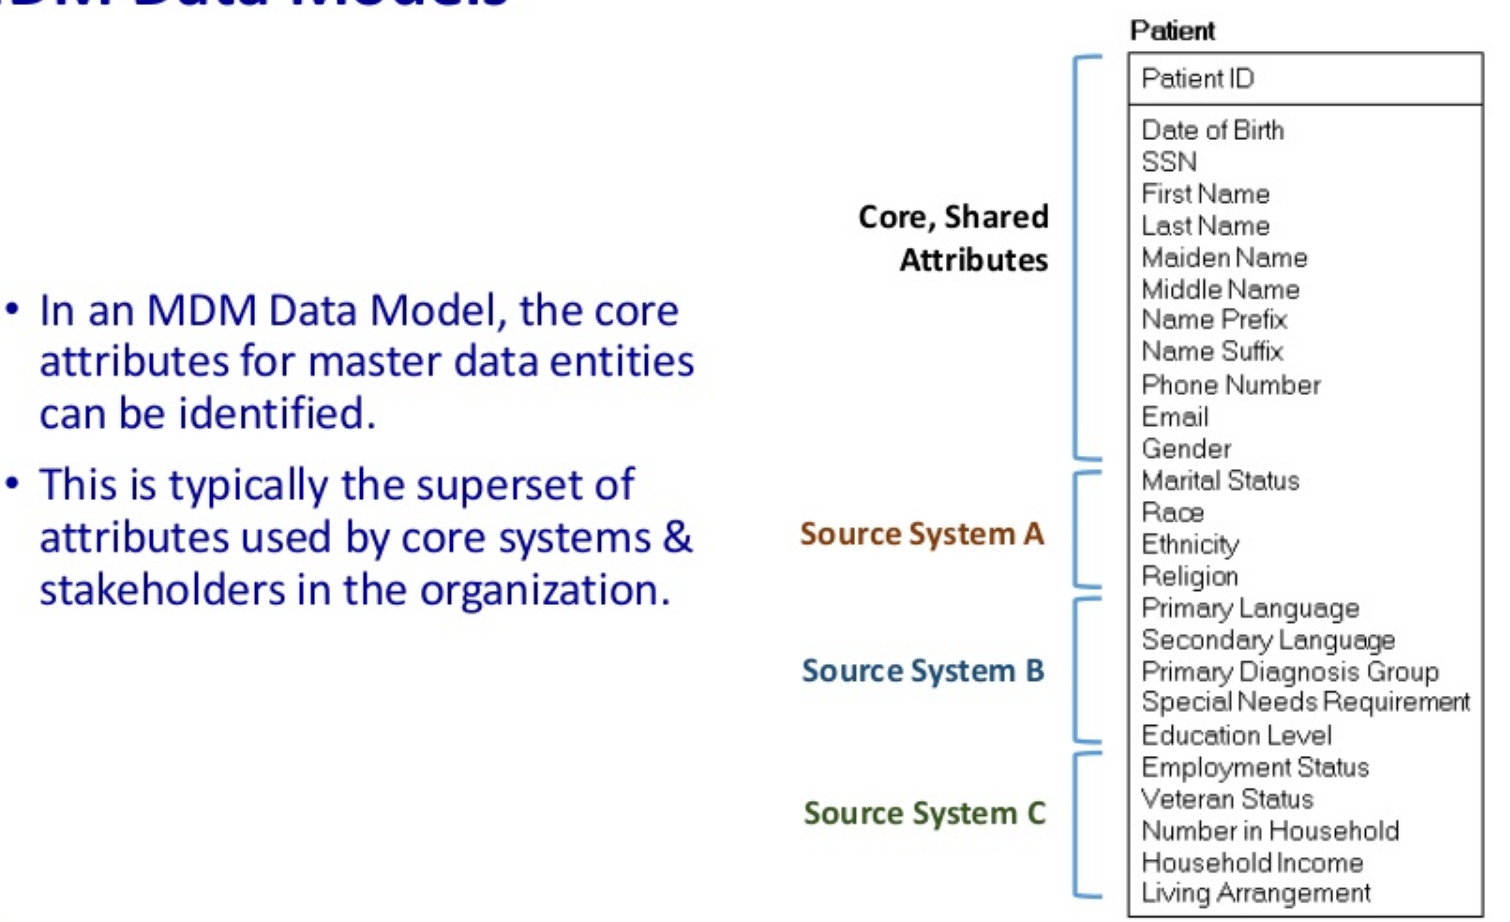 DM Data Models
• In an MDM Data Model, the core
attributes for master data entities
can be identified.
• This is typically the superset of
attributes used by core systems &
stakeholders in the organization.
Core, Shared
Attributes
Source System A
Source System B
Source System C
Patient
Patient ID
Date of Birth
SSN
First Name
Last Name
Maiden Name
Middle Name
Name Prefix
Name Suffix
Phone Number
Email
Gender
Marital Status
Race
Ethnicity
Religion
Primary Language
Secondary Language
Primary Diagnosis Group
Special Needs Requirement
Education Level
Employment Status
Veteran Status
Number in Household
Household Income
Living Arrangement